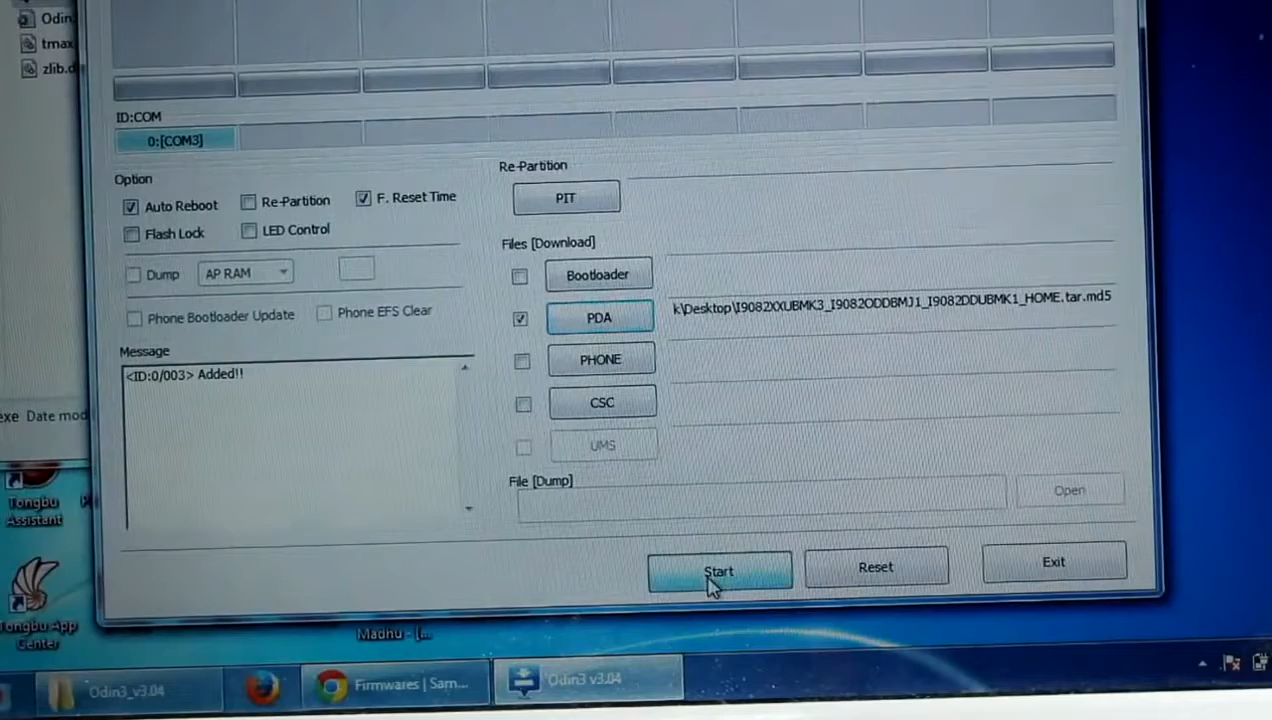 Odin
tmax
zlib.d
ID:COM
0:[COM3]
Option
Auto Reboot
Re-Partition
F. Reset Time
Flash Lock
LED Control
Dump
AP RAM
Phone Bootloader Update
Phone EFS Clear
Message
<ID:0/003> Added!!
Re-Partition
PIT
Files [Download]
Bootloader
PDA
k\Desktop\I9082XXUBMK3_I9082ODDBMJ1_I9082DDUBMK1_HOME.tar.md5
PHONE
CSC
UMS
File [Dump]
Open
Start
Reset
Exit
exe Date mod
Tongbu
Assistant
Tongbu App
Center
Madhu - [...
Odin3_v3.04
Firmwares | Sam...
Odin3 v3.04